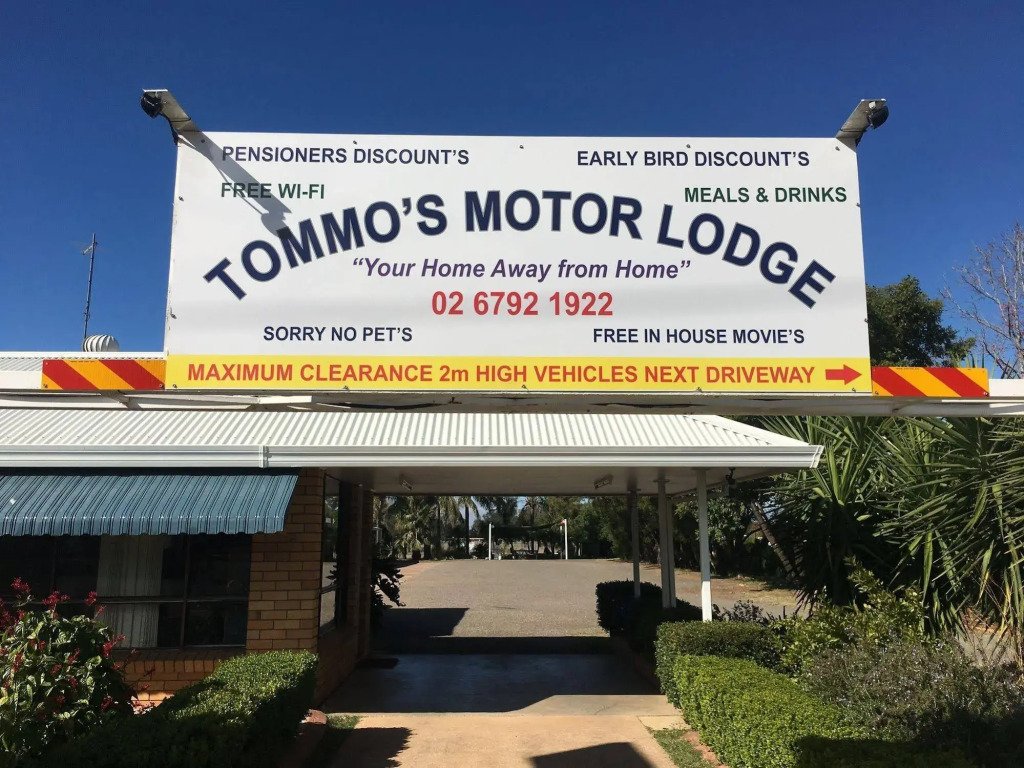 PENSIONERS DISCOUNT'S
EARLY BIRD DISCOUNT'S
FREE WI-FI
MEALS & DRINKS
TOMMO'S MOTOR LODGE
“Your Home Away from Home”
02 6792 1922
SORRY NO PET'S
FREE IN HOUSE MOVIE'S
MAXIMUM CLEARANCE 2m HIGH VEHICLES NEXT DRIVEWAY